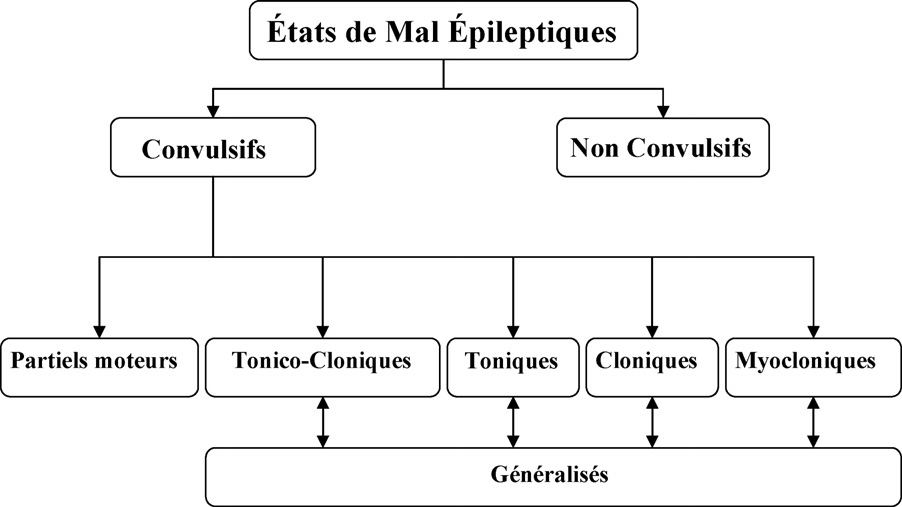 États de Mal Épileptiques
Convulsifs
Non Convulsifs
Partiels moteurs
Tonico-Cloniques
Toniques
Cloniques
Myocloniques
Généralisés